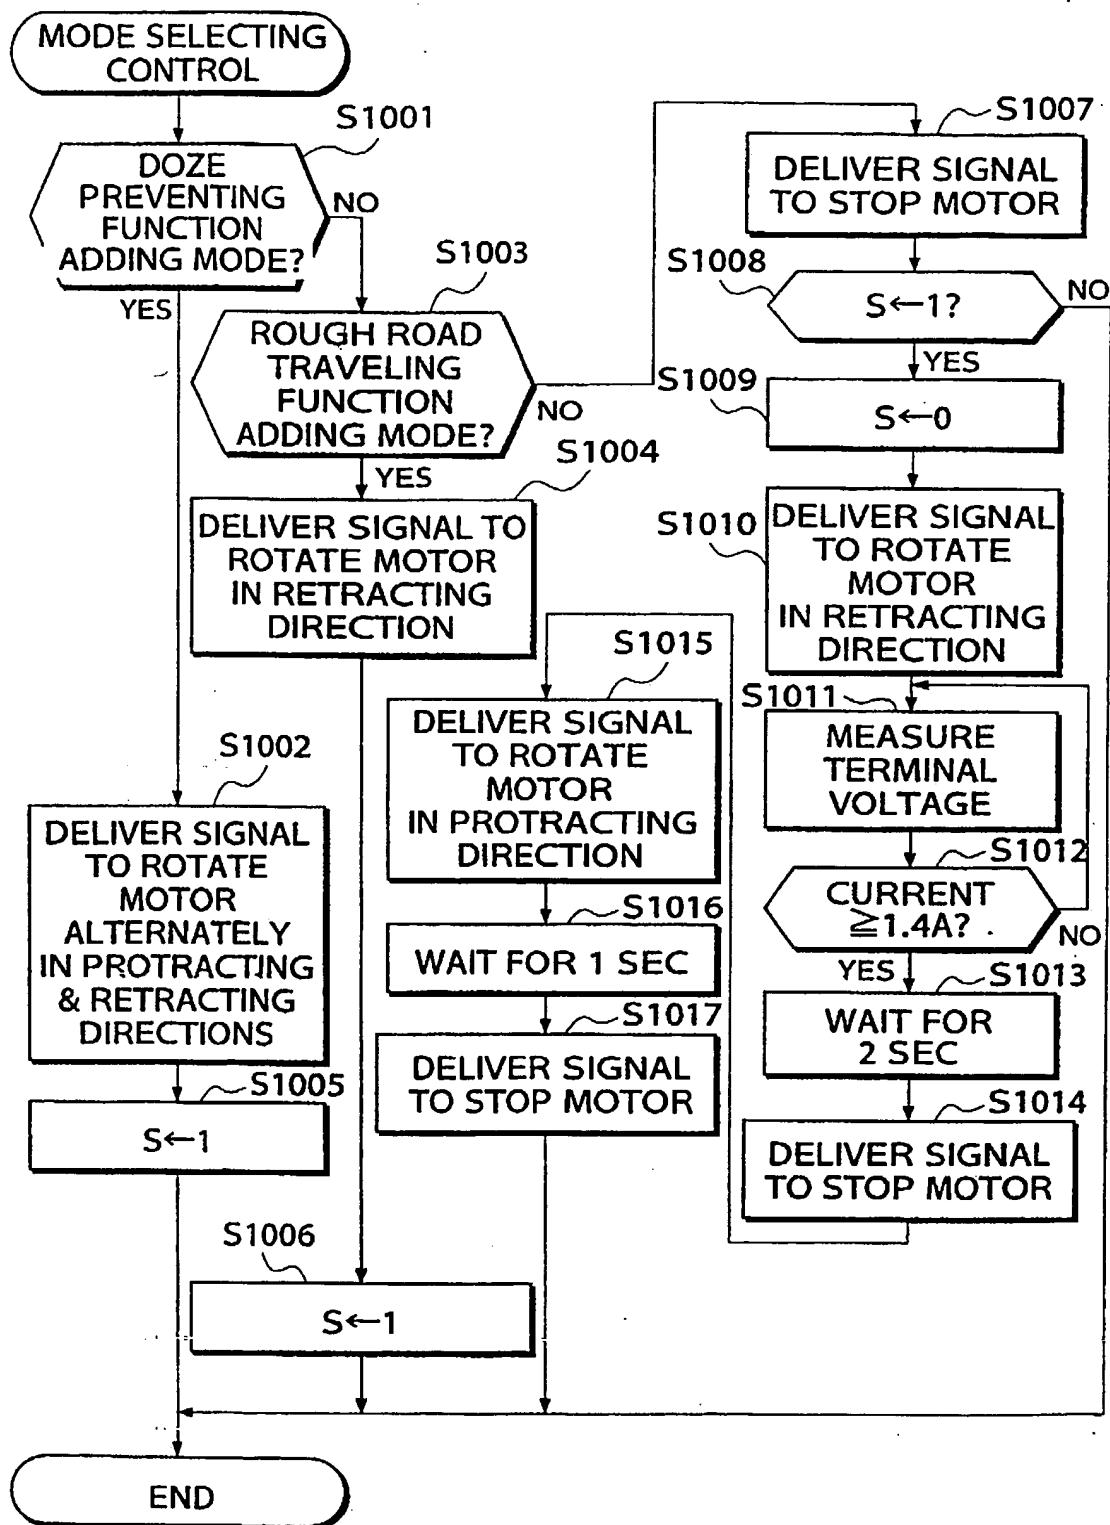 MODE SELECTING
CONTROL
S1001
DOZE
PREVENTING
FUNCTION
ADDING MODE?
NO
YES
S1003
ROUGH ROAD
TRAVELING
FUNCTION
ADDING MODE?
NO
YES
S1004
DELIVER SIGNAL TO
ROTATE MOTOR
IN RETRACTING
DIRECTION
S1002
DELIVER SIGNAL
TO ROTATE
MOTOR
ALTERNATELY
IN PROTRACTING
& RETRACTING
DIRECTIONS
S1005
S←1
S1006
S←1
S1007
DELIVER SIGNAL
TO STOP MOTOR
S1008
S←1?
NO
YES
S1009
S←0
S1010
DELIVER SIGNAL
TO ROTATE
MOTOR
IN RETRACTING
DIRECTION
S1011
MEASURE
TERMINAL
VOLTAGE
S1012
CURRENT
≧1.4A?
NO
YES
S1013
WAIT FOR
2 SEC
S1014
DELIVER SIGNAL
TO STOP MOTOR
S1015
DELIVER SIGNAL
TO ROTATE
MOTOR
IN PROTRACTING
DIRECTION
S1016
WAIT FOR 1 SEC
S1017
DELIVER SIGNAL
TO STOP MOTOR
END